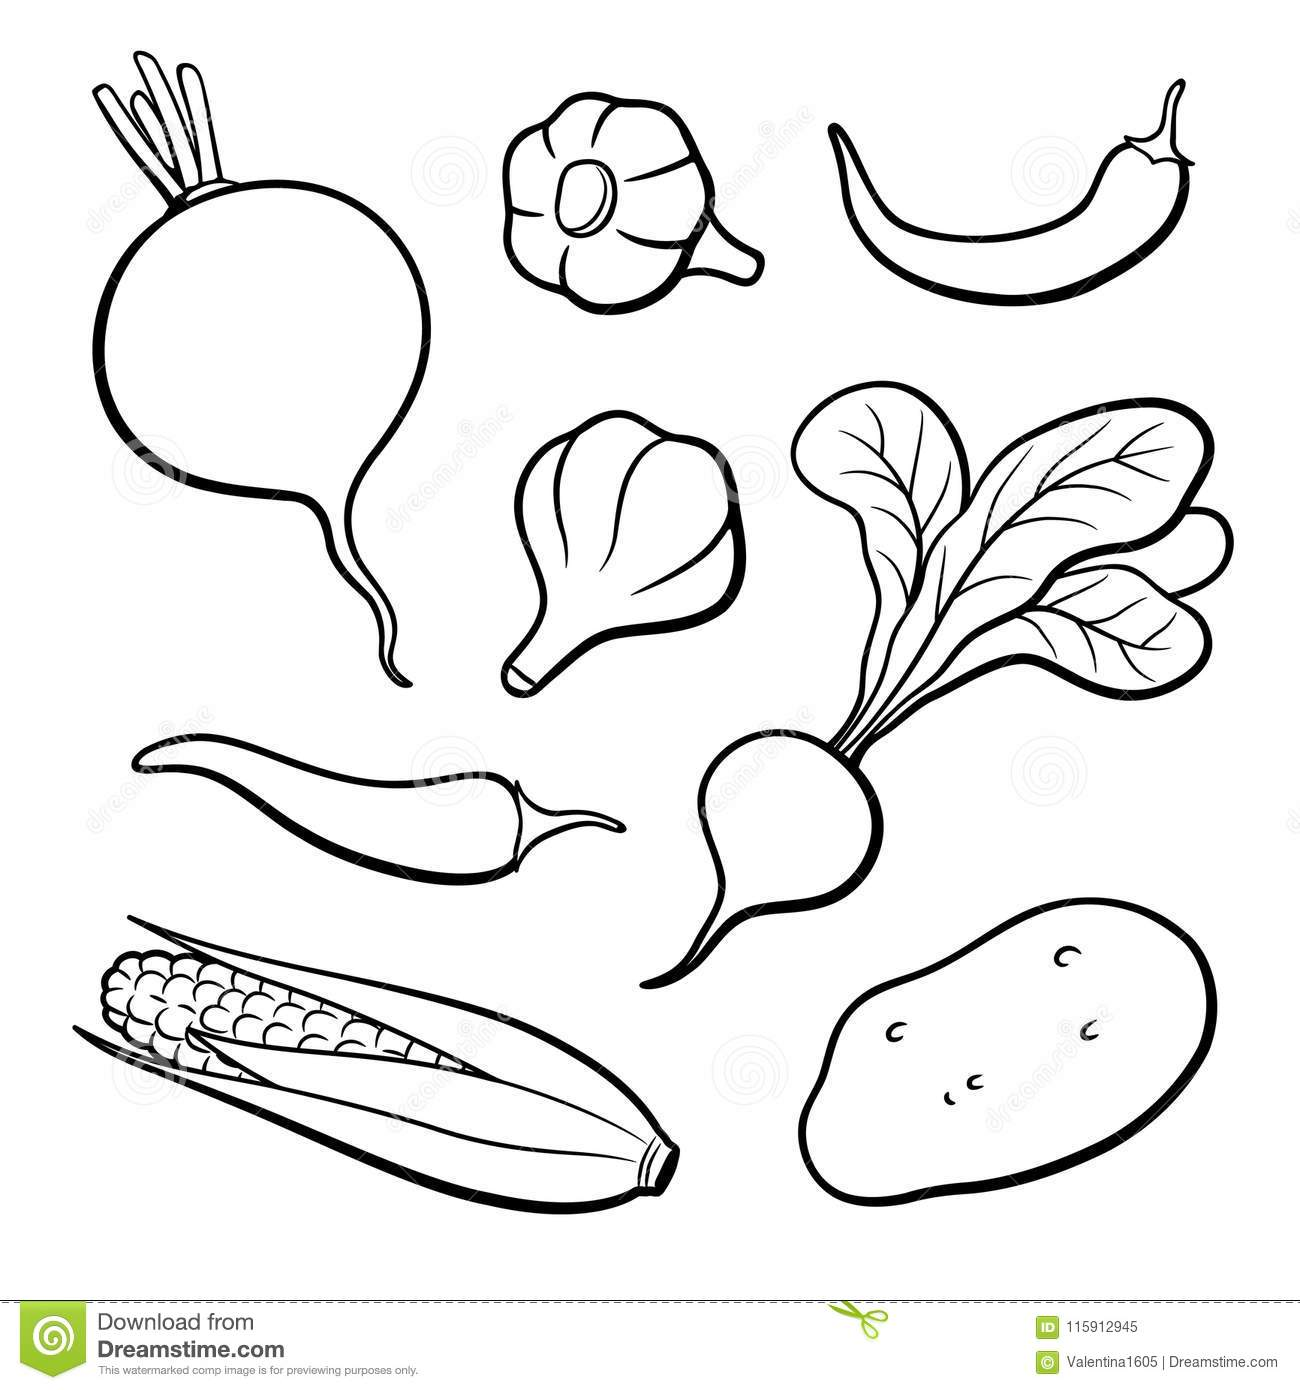 Download from
Dreamstime.com
This watermarked comp image is for previewing purposes only.
ID 115912945
© Valentina1605 | Dreamstime.com